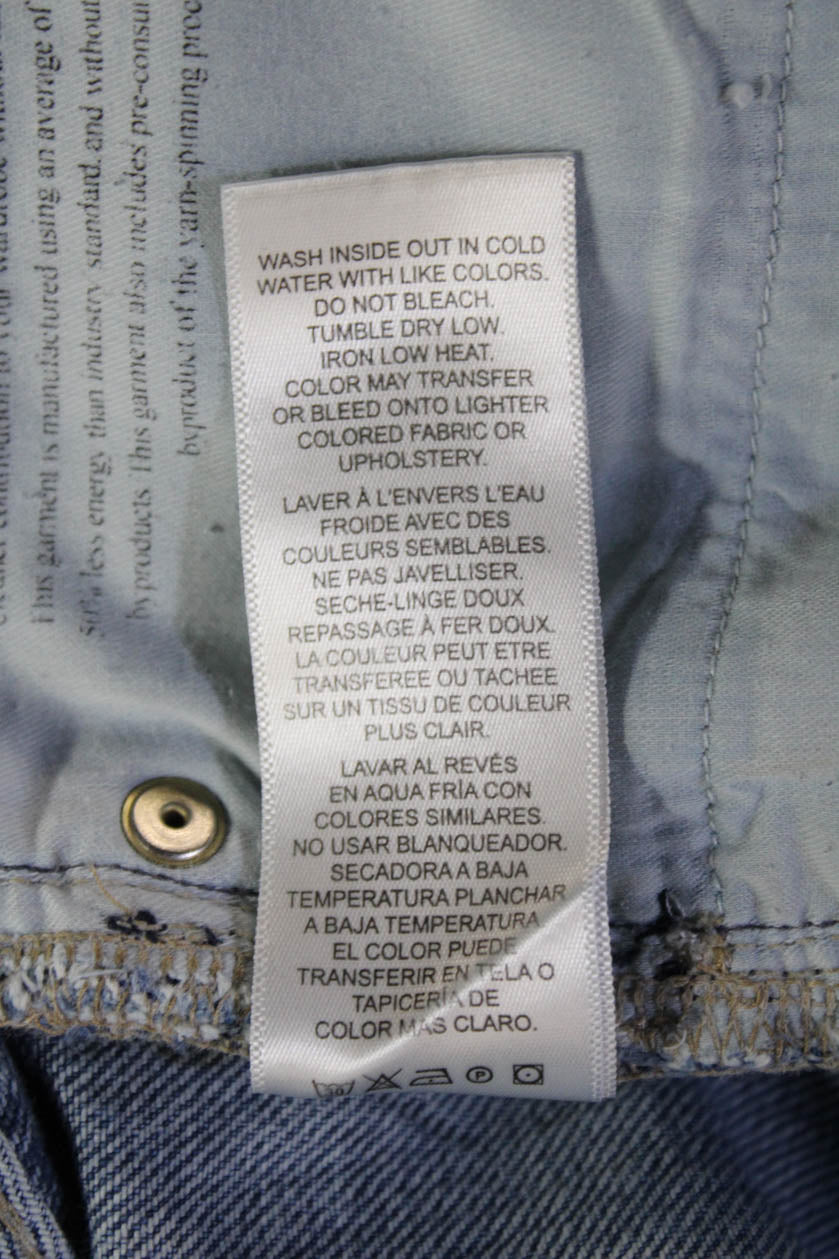 WASH INSIDE OUT IN COLD
WATER WITH LIKE COLORS.
DO NOT BLEACH.
TUMBLE DRY LOW.
IRON LOW HEAT.
COLOR MAY TRANSFER
OR BLEED ONTO LIGHTER
COLORED FABRIC OR
UPHOLSTERY.
LAVER À L'ENVERS L'EAU
FROIDE AVEC DES
COULEURS SEMBLABLES.
NE PAS JAVELLISER.
SECHE-LINGE DOUX
REPASSAGE À FER DOUX.
LA COULEUR PEUT ETRE
TRANSFEREE OU TACHEE
SUR UN TISSU DE COULEUR
PLUS CLAIR.
LAVAR AL REVÉS
EN AQUA FRÍA CON
COLORES SIMILARES.
NO USAR BLANQUEADOR.
SECADORA A BAJA
TEMPERATURA PLANCHAR
A BAJA TEMPERATURA
EL COLOR PUEDE
TRANSFERIR EN TELA O
TAPICERÍA DE
COLOR MAS CLARO.
30 P
This garment is manufactured using an average of
50% less energy than industry standard, and without
byproducts. This garment also includes pre-consu
byproduct of the yarn-spinning proc